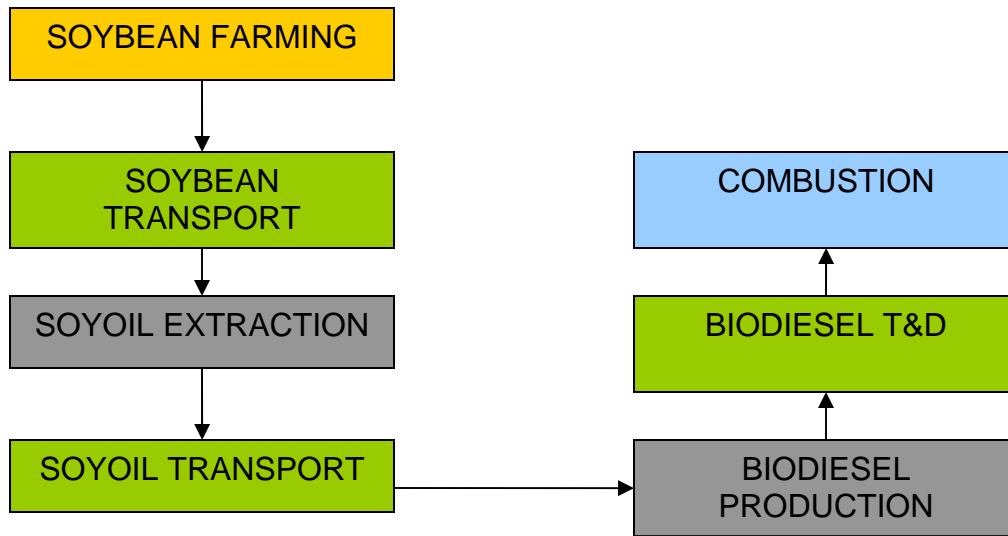 SOYBEAN FARMING
SOYBEAN
TRANSPORT
SOYOIL EXTRACTION
SOYOIL TRANSPORT
BIODIESEL
PRODUCTION
BIODIESEL T&D
COMBUSTION